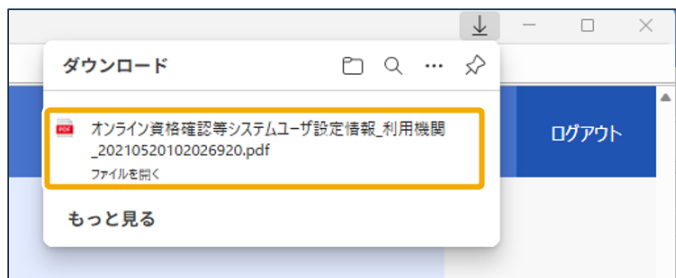 ダウンロード
PDF
オンライン資格確認等システムユーザ設定情報_利用機関
_20210520102026920.pdf
ファイルを開く
もっと見る
ログアウト